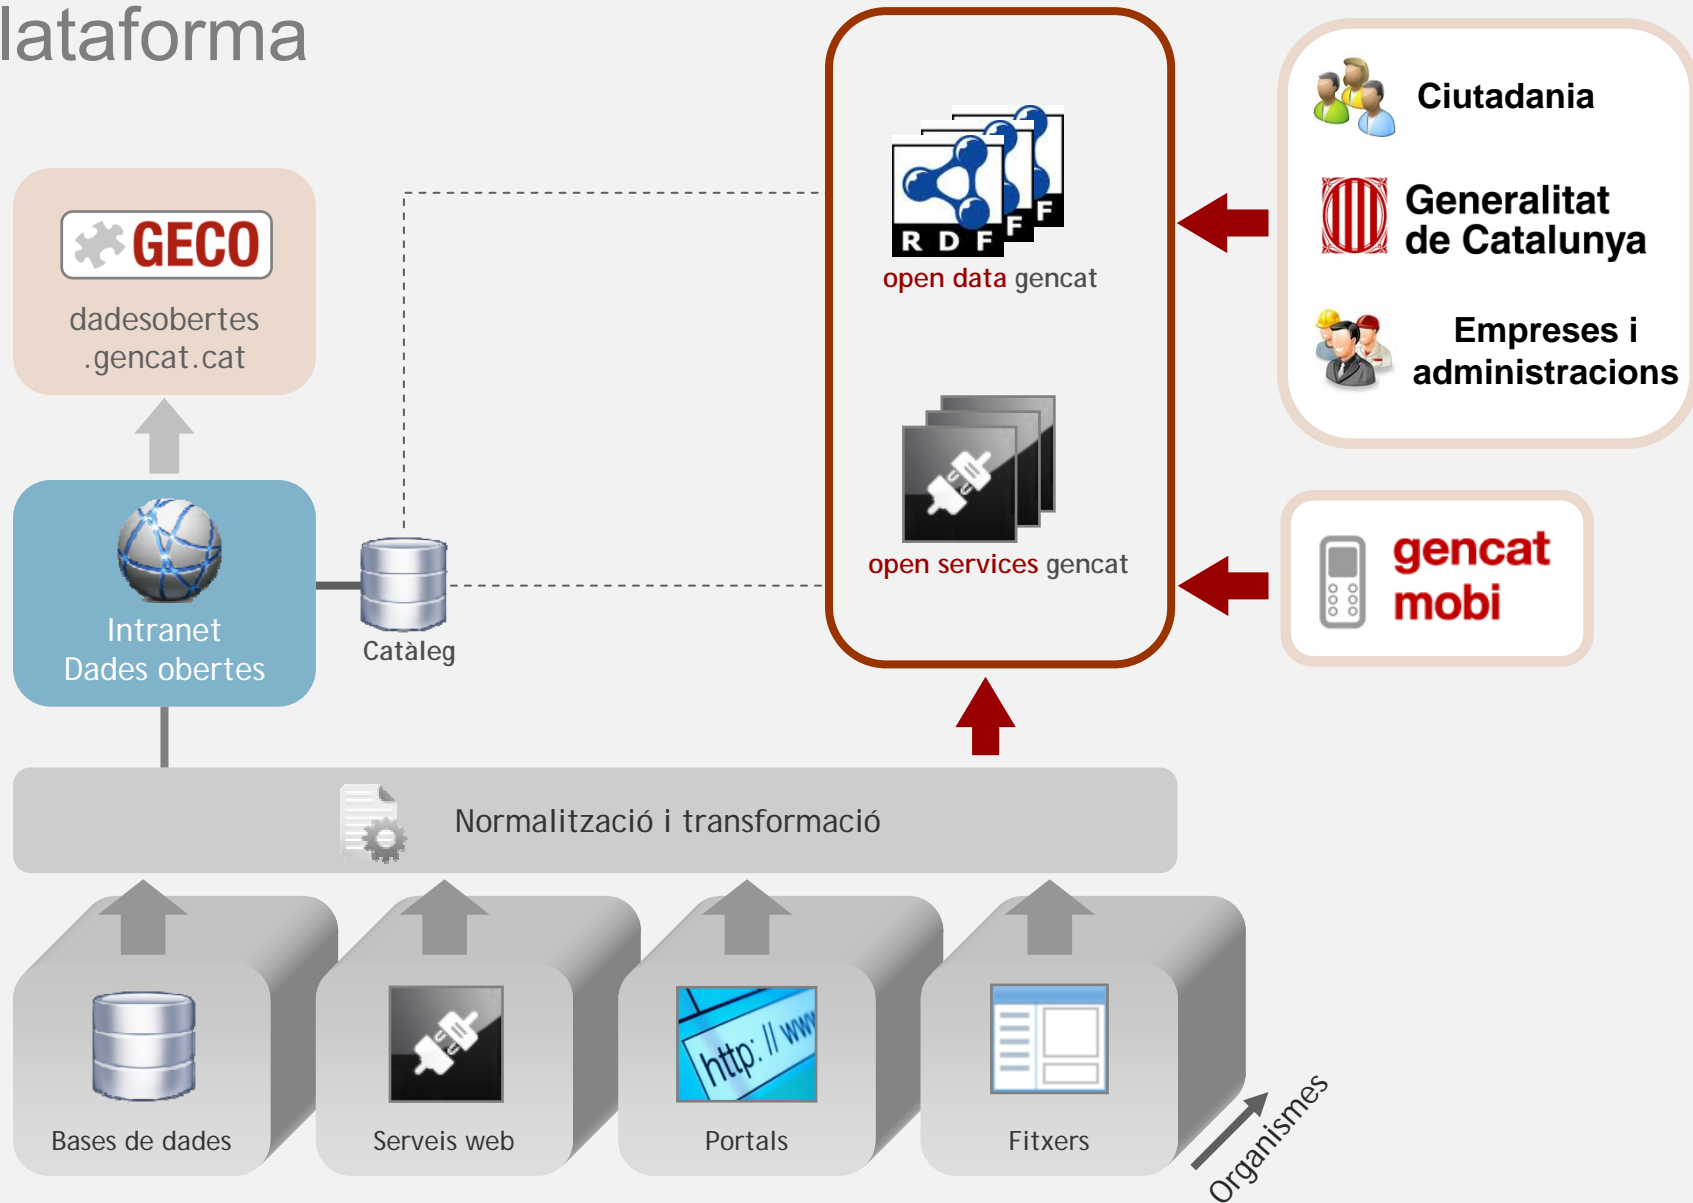 lataforma
Ciutadania
Generalitat
de Catalunya
Empreses i
administracions
GECO
dadesobertes
.gencat.cat
R D F
F
F
open data gencat
open services gencat
gencat
mobi
Intranet
Dades obertes
Catàleg
Normalització i transformació
http: // www
Bases de dades
Serveis web
Portals
Fitxers
Organismes